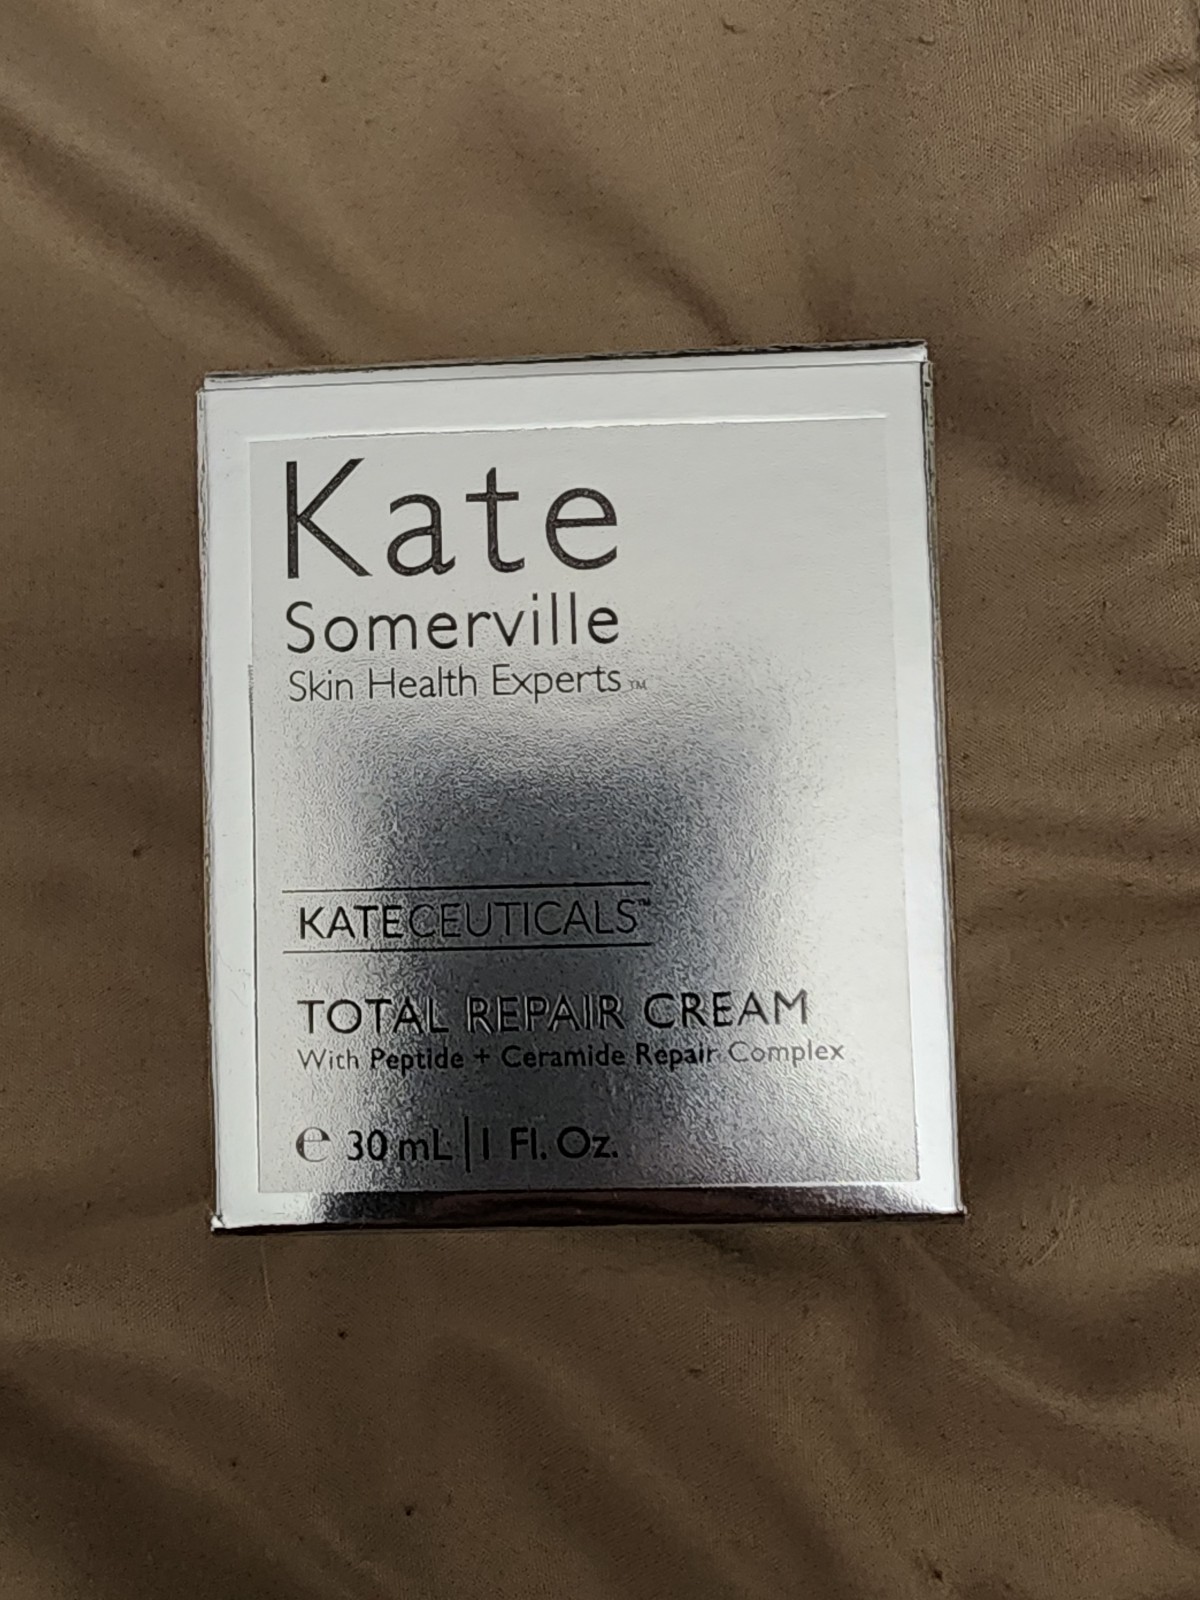 Kate
Somerville
Skin Health Experts™
KATECEUTICALS™
TOTAL REPAIR CREAM
With Peptide + Ceramide Repair Complex
℮ 30 mL | 1 Fl. Oz.